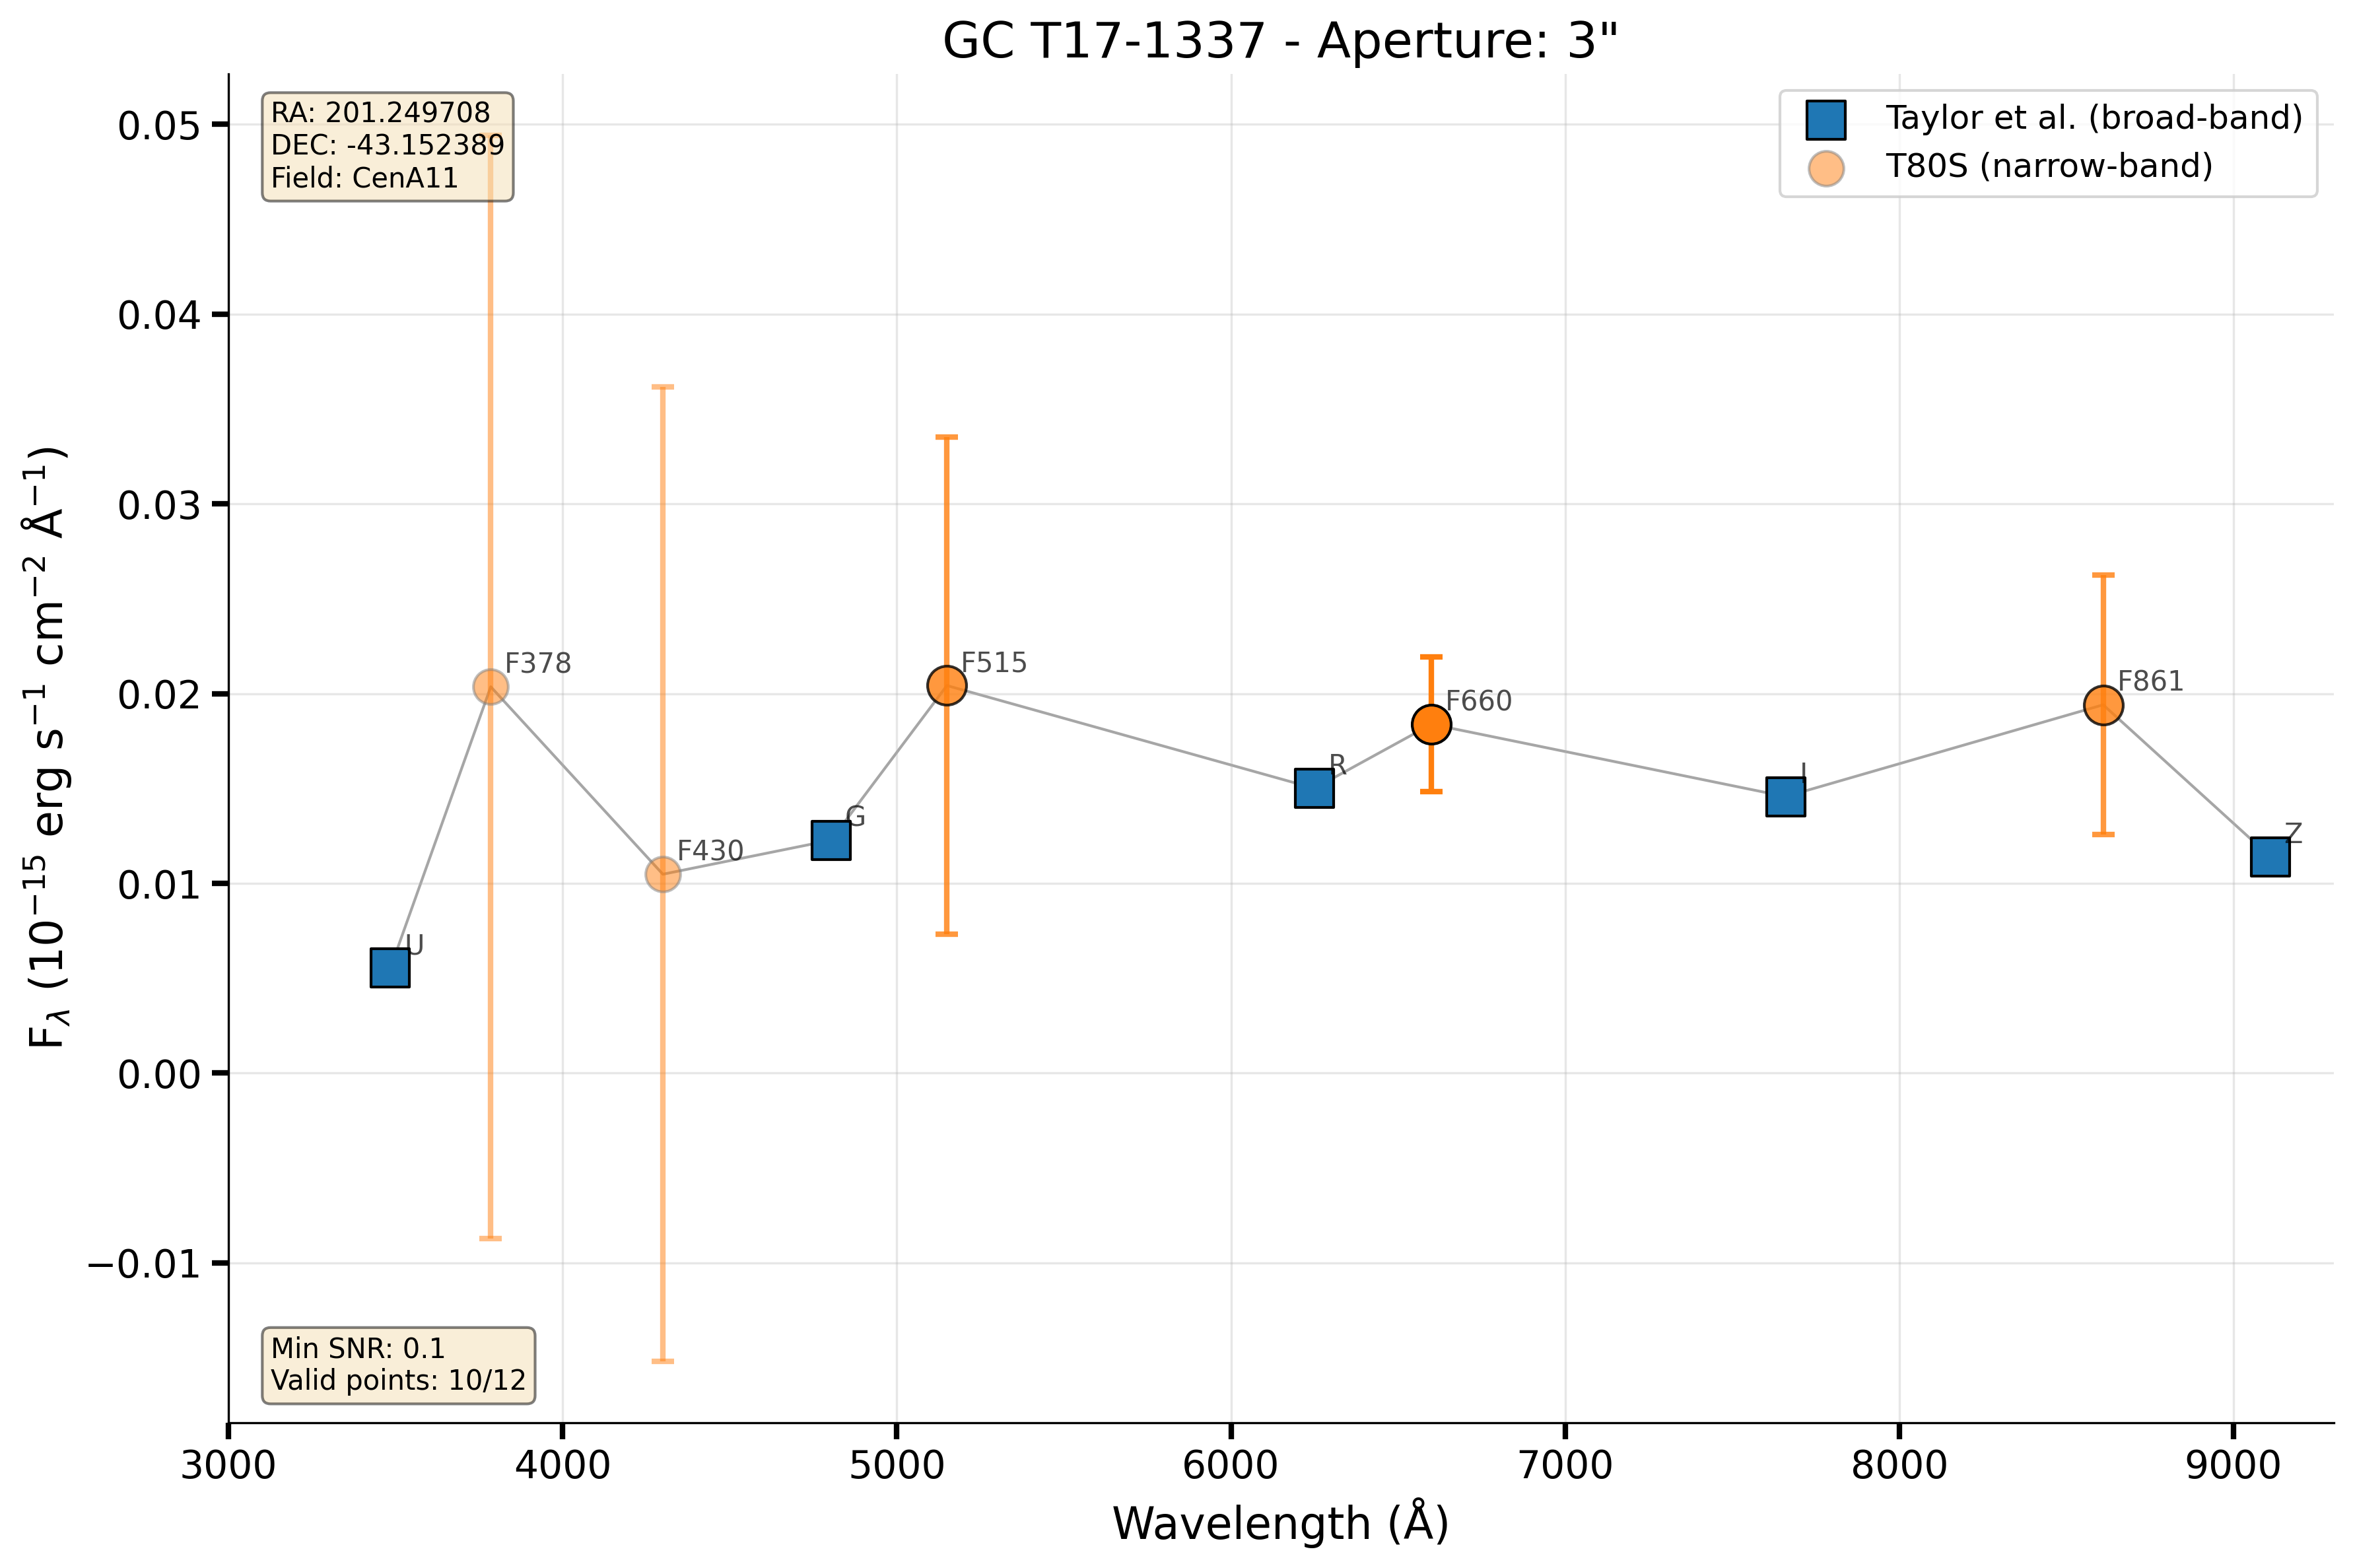 GC T17-1337 - Aperture: 3"
RA: 201.249708
DEC: -43.152389
Field: CenA11
Taylor et al. (broad-band)
T80S (narrow-band)
0.05
0.04
0.03
0.02
0.01
0.00
−0.01
F_λ (10⁻¹⁵ erg s⁻¹ cm⁻² Å⁻¹)
U
F378
F430
G
F515
R
F660
I
F861
Z
Min SNR: 0.1
Valid points: 10/12
3000 4000 5000 6000 7000 8000 9000
Wavelength (Å)